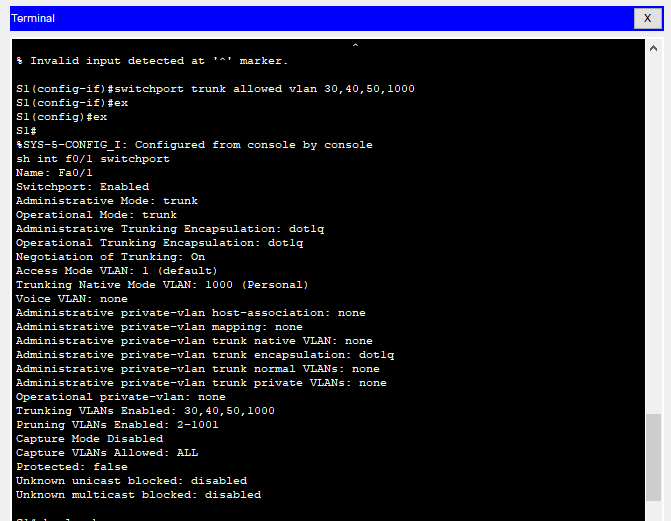 Terminal
X
^
% Invalid input detected at '^' marker.
S1(config-if)#switchport trunk allowed vlan 30,40,50,1000
S1(config-if)#ex
S1(config)#ex
S1#
%SYS-5-CONFIG_I: Configured from console by console
sh int f0/1 switchport
Name: Fa0/1
Switchport: Enabled
Administrative Mode: trunk
Operational Mode: trunk
Administrative Trunking Encapsulation: dot1q
Operational Trunking Encapsulation: dot1q
Negotiation of Trunking: On
Access Mode VLAN: 1 (default)
Trunking Native Mode VLAN: 1000 (Personal)
Voice VLAN: none
Administrative private-vlan host-association: none
Administrative private-vlan mapping: none
Administrative private-vlan trunk native VLAN: none
Administrative private-vlan trunk encapsulation: dot1q
Administrative private-vlan trunk normal VLANs: none
Administrative private-vlan trunk private VLANs: none
Operational private-vlan: none
Trunking VLANs Enabled: 30,40,50,1000
Pruning VLANs Enabled: 2-1001
Capture Mode Disabled
Capture VLANs Allowed: ALL
Protected: false
Unknown unicast blocked: disabled
Unknown multicast blocked: disabled